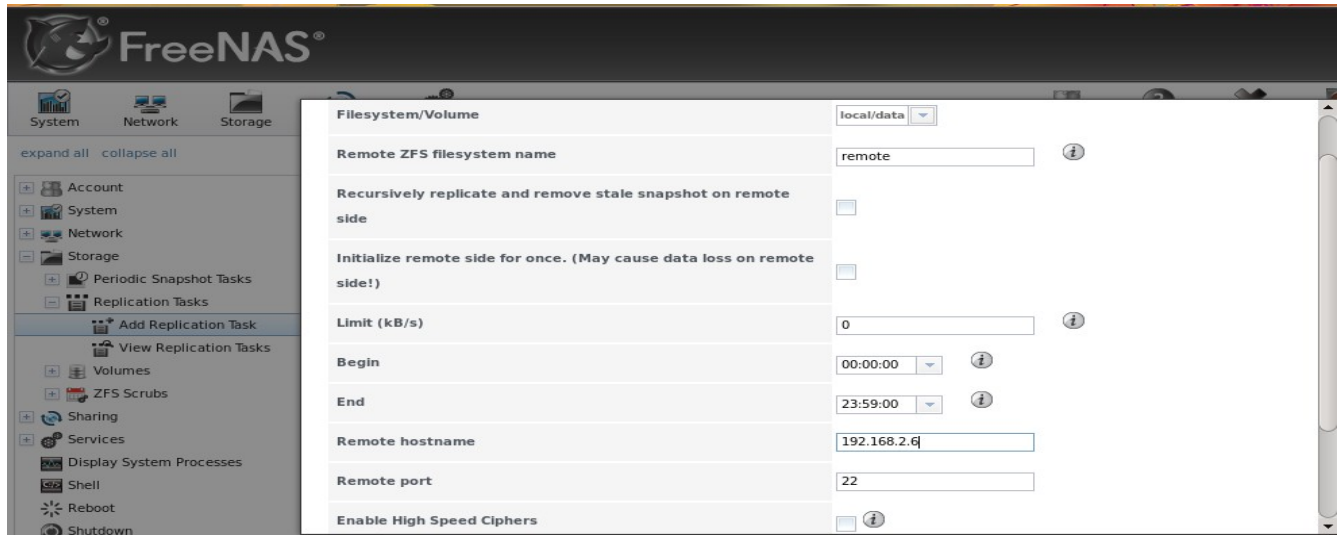 FreeNAS®
System Network Storage
expand all collapse all
Account
System
Network
Storage
Periodic Snapshot Tasks
Replication Tasks
Add Replication Task
View Replication Tasks
Volumes
ZFS Scrubs
Sharing
Services
Display System Processes
Shell
Reboot
Shutdown
Filesystem/Volume local/data
Remote ZFS filesystem name remote
Recursively replicate and remove stale snapshot on remote
side
Initialize remote side for once. (May cause data loss on remote
side!)
Limit (kB/s) 0
Begin 00:00:00
End 23:59:00
Remote hostname 192.168.2.6
Remote port 22
Enable High Speed Ciphers